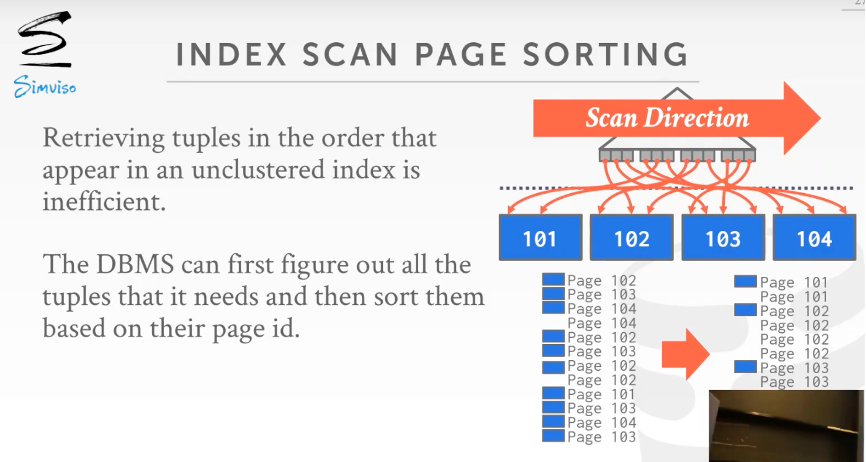 Simviso
INDEX SCAN PAGE SORTING
Retrieving tuples in the order that
appear in an unclustered index is
inefficient.
The DBMS can first figure out all the
tuples that it needs and then sort them
based on their page id.
Scan Direction
101
102
103
104
Page 102
Page 103
Page 104
Page 104
Page 102
Page 103
Page 102
Page 102
Page 101
Page 103
Page 104
Page 103
Page 101
Page 101
Page 102
Page 102
Page 102
Page 102
Page 103
Page 103